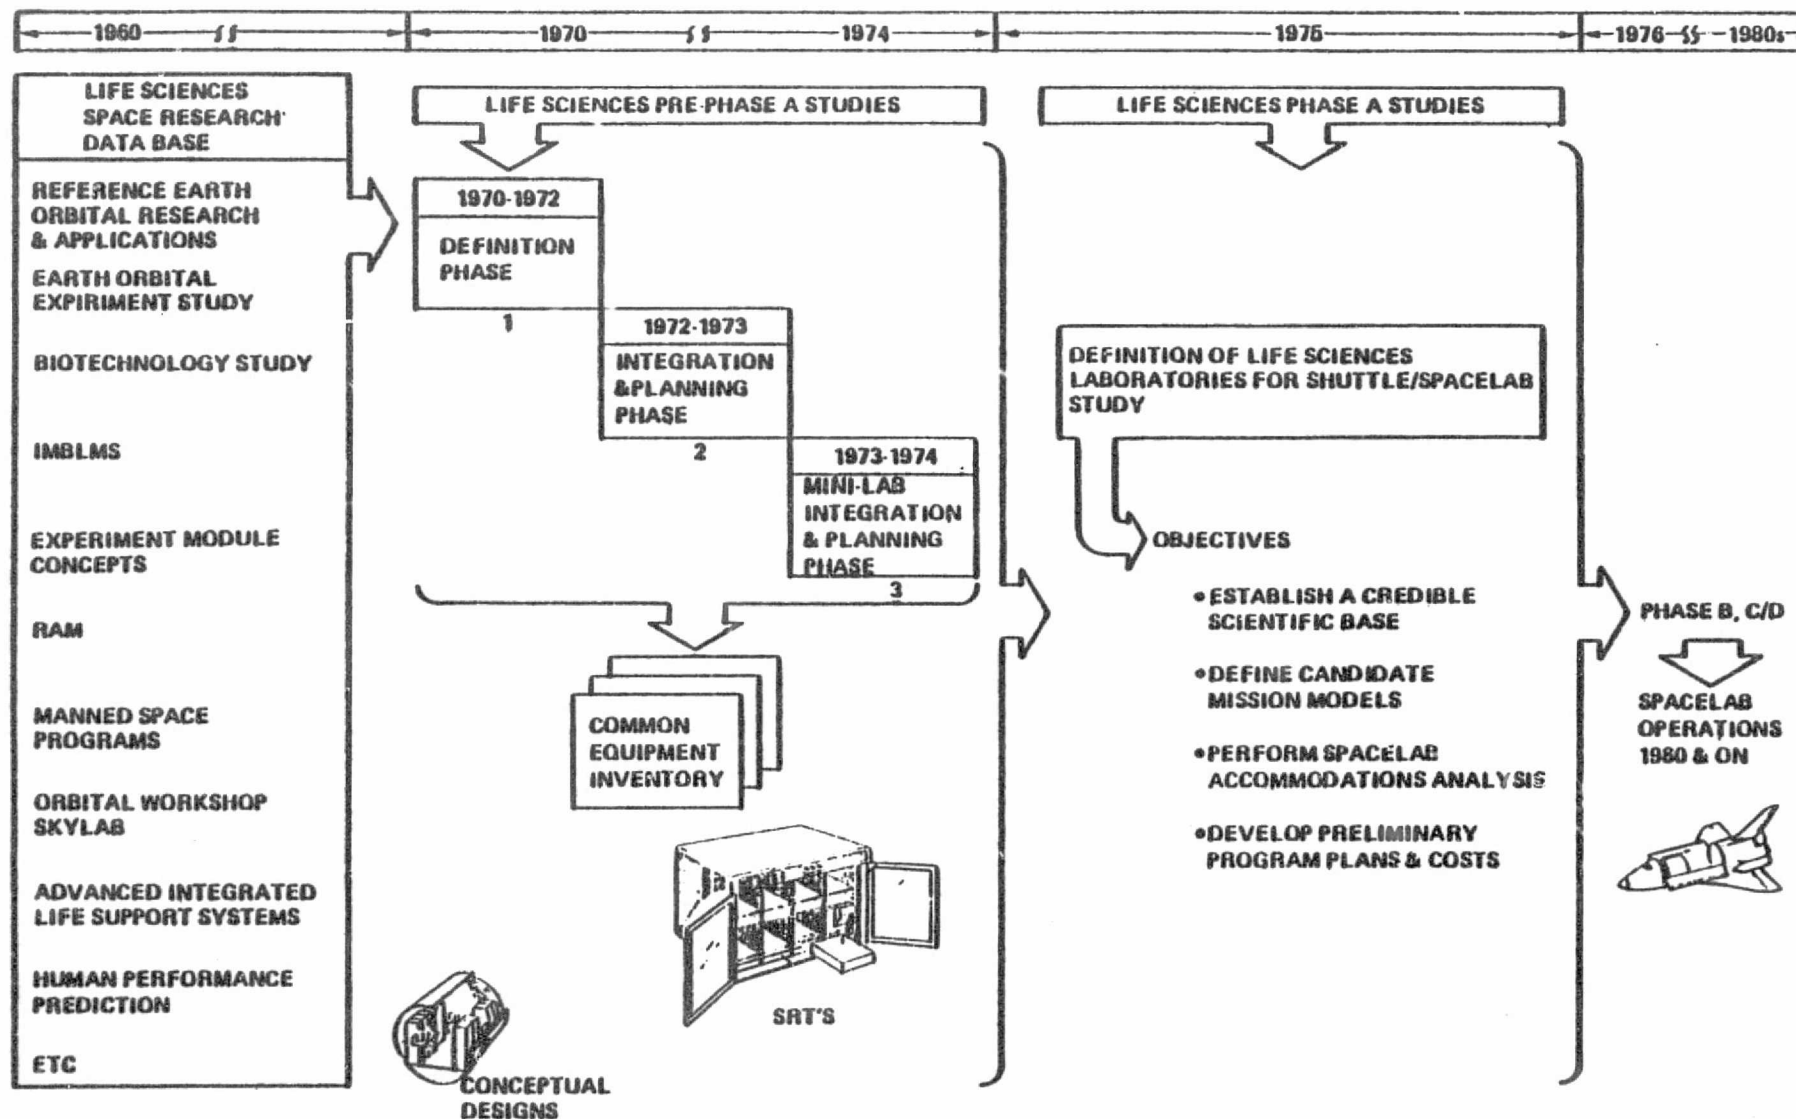 1960
1970
1974
1975
1976
1980s
LIFE SCIENCES
SPACE RESEARCH
DATA BASE
REFERENCE EARTH
ORBITAL RESEARCH
& APPLICATIONS
EARTH ORBITAL
EXPIRIMENT STUDY
BIOTECHNOLOGY STUDY
IMBLMS
EXPERIMENT MODULE
CONCEPTS
RAM
MANNED SPACE
PROGRAMS
ORBITAL WORKSHOP
SKYLAB
ADVANCED INTEGRATED
LIFE SUPPORT SYSTEMS
HUMAN PERFORMANCE
PREDICTION
ETC
LIFE SCIENCES PRE-PHASE A STUDIES
1970-1972
DEFINITION
PHASE
1
1972-1973
INTEGRATION
&PLANNING
PHASE
2
1973-1974
MINI-LAB
INTEGRATION
& PLANNING
PHASE
3
COMMON
EQUIPMENT
INVENTORY
SRT'S
CONCEPTUAL
DESIGNS
LIFE SCIENCES PHASE A STUDIES
DEFINITION OF LIFE SCIENCES
LABORATORIES FOR SHUTTLE/SPACELAB
STUDY
OBJECTIVES
• ESTABLISH A CREDIBLE
SCIENTIFIC BASE
• DEFINE CANDIDATE
MISSION MODELS
• PERFORM SPACELAB
ACCOMMODATIONS ANALYSIS
• DEVELOP PRELIMINARY
PROGRAM PLANS & COSTS
PHASE B, C/D
SPACELAB
OPERATIONS
1980 & ON